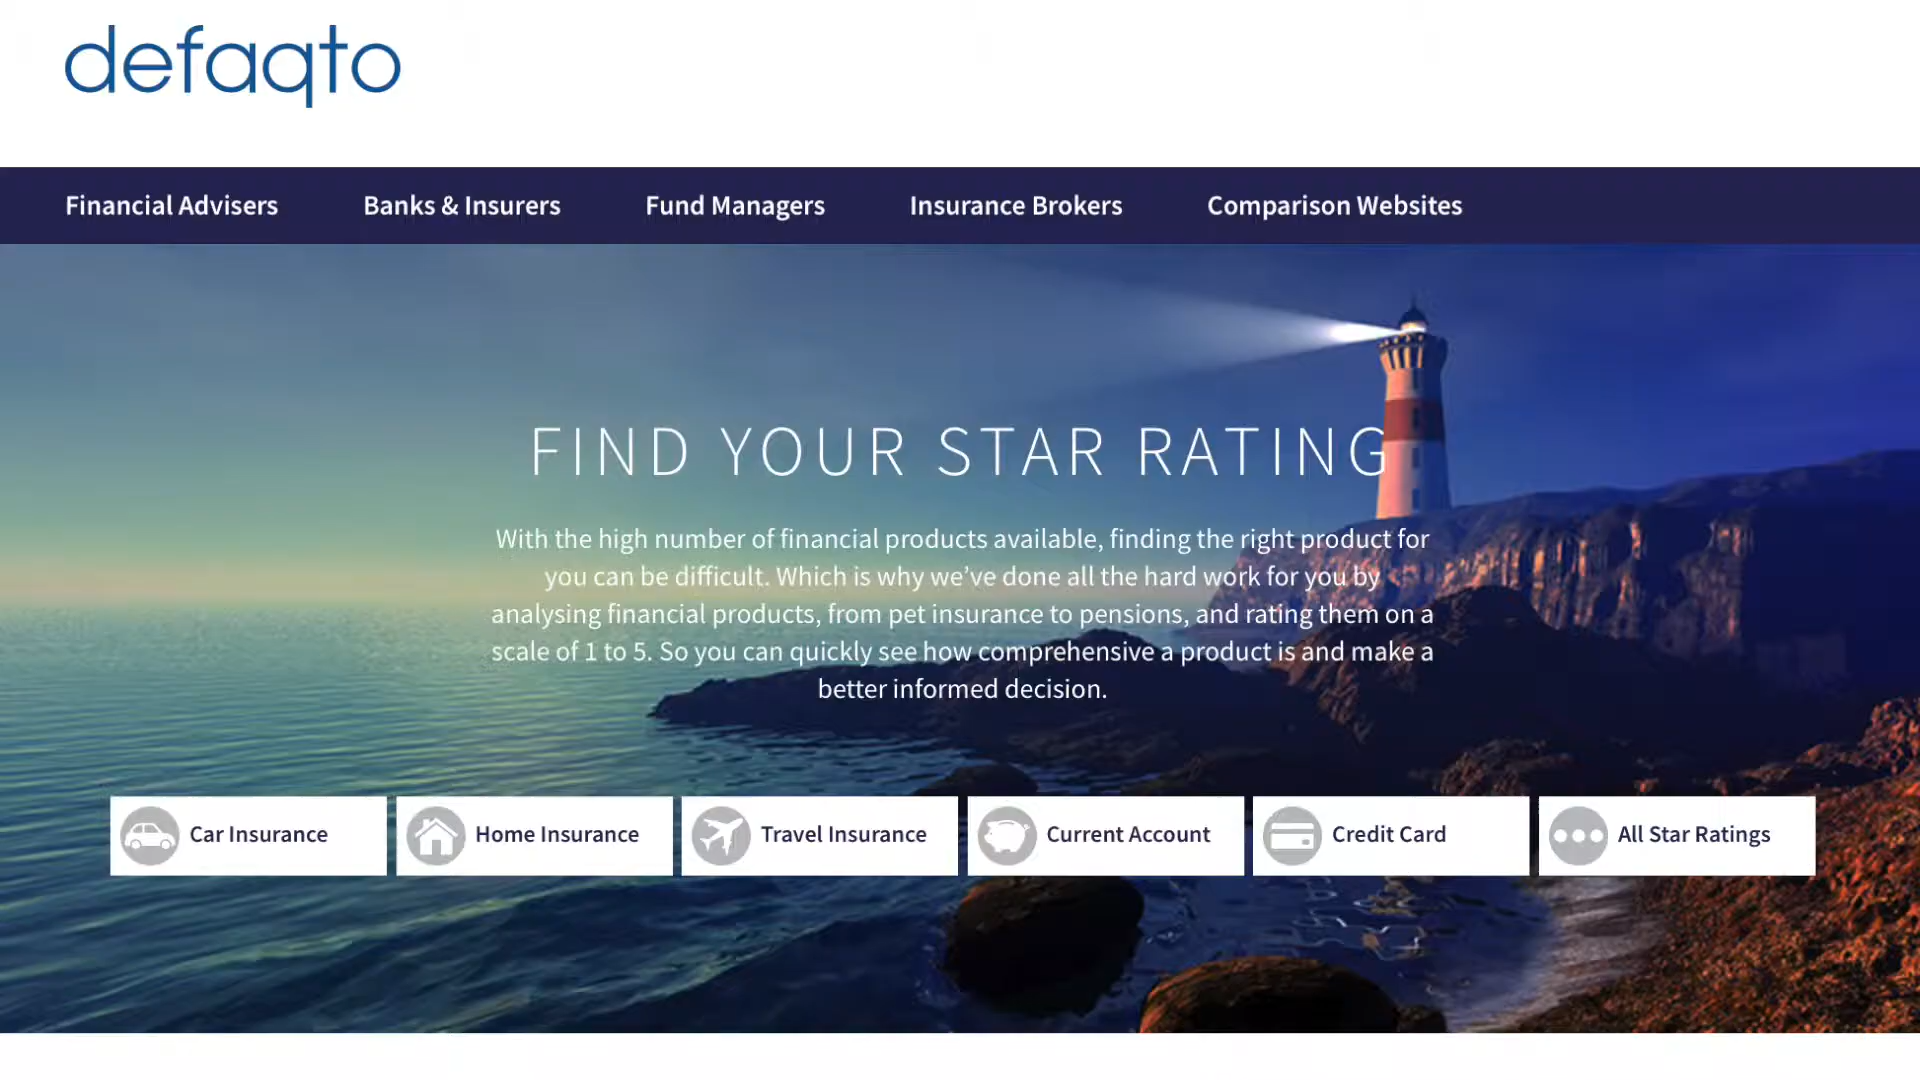 defaqto
Financial Advisers
Banks & Insurers
Fund Managers
Insurance Brokers
Comparison Websites
FIND YOUR STAR RATING
With the high number of financial products available, finding the right product for
you can be difficult. Which is why we’ve done all the hard work for you by
analysing financial products, from pet insurance to pensions, and rating them on a
scale of 1 to 5. So you can quickly see how comprehensive a product is and make a
better informed decision.
Car Insurance
Home Insurance
Travel Insurance
Current Account
Credit Card
All Star Ratings